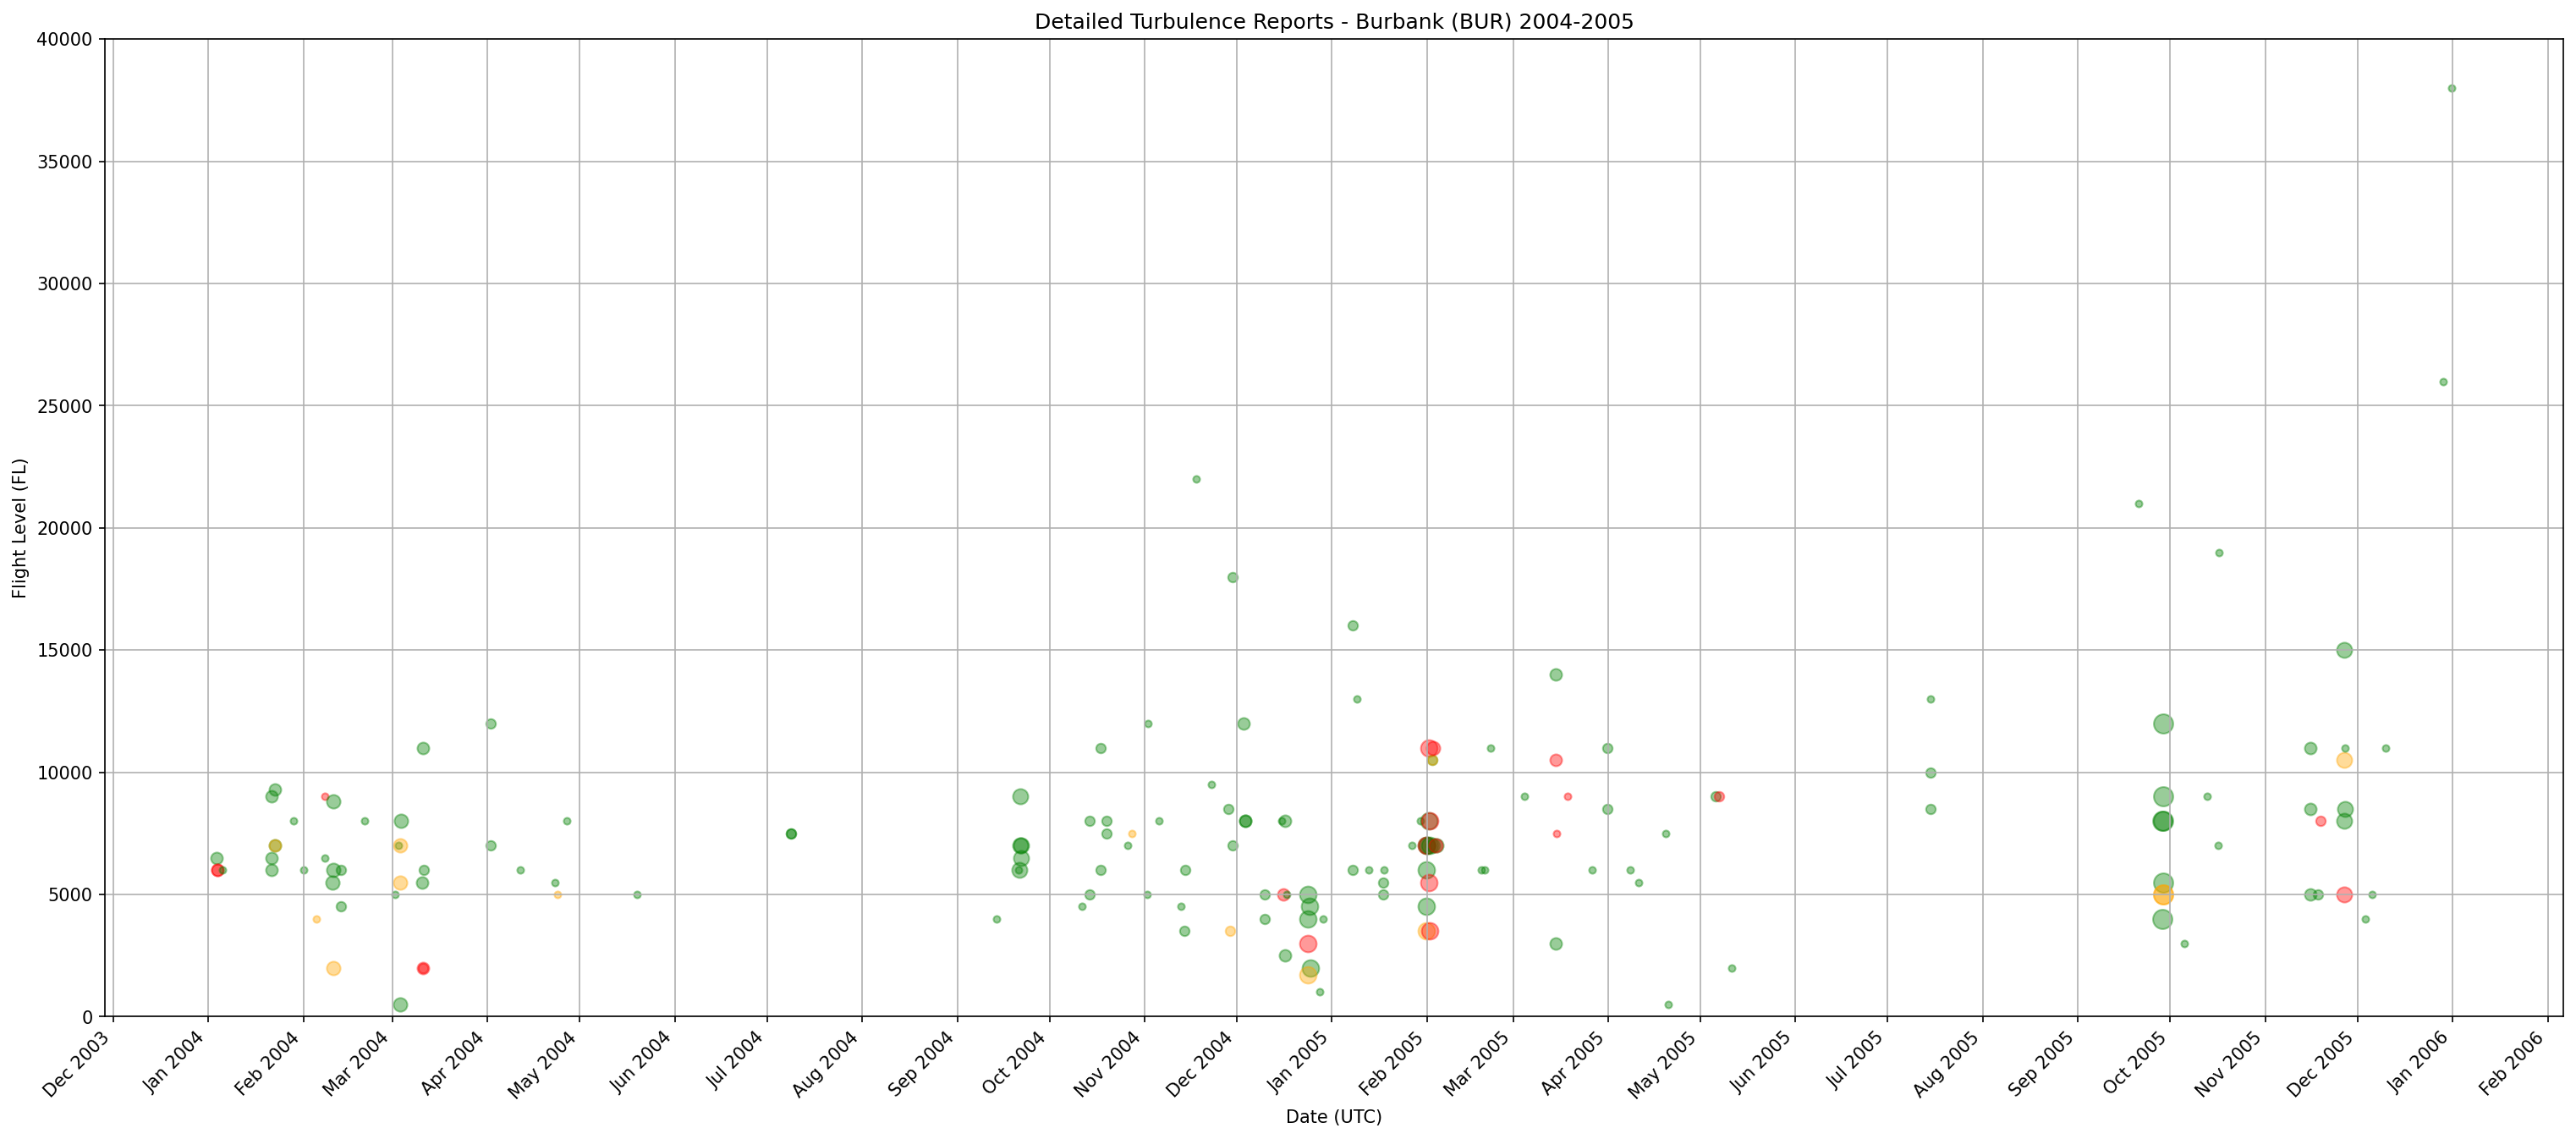 Detailed Turbulence Reports - Burbank (BUR) 2004-2005
40000
35000
30000
25000
20000
15000
10000
5000
0
Flight Level (FL)
Dec 2003
Jan 2004
Feb 2004
Mar 2004
Apr 2004
May 2004
Jun 2004
Jul 2004
Aug 2004
Sep 2004
Oct 2004
Nov 2004
Dec 2004
Jan 2005
Feb 2005
Mar 2005
Apr 2005
May 2005
Jun 2005
Jul 2005
Aug 2005
Sep 2005
Oct 2005
Nov 2005
Dec 2005
Jan 2006
Feb 2006
Date (UTC)